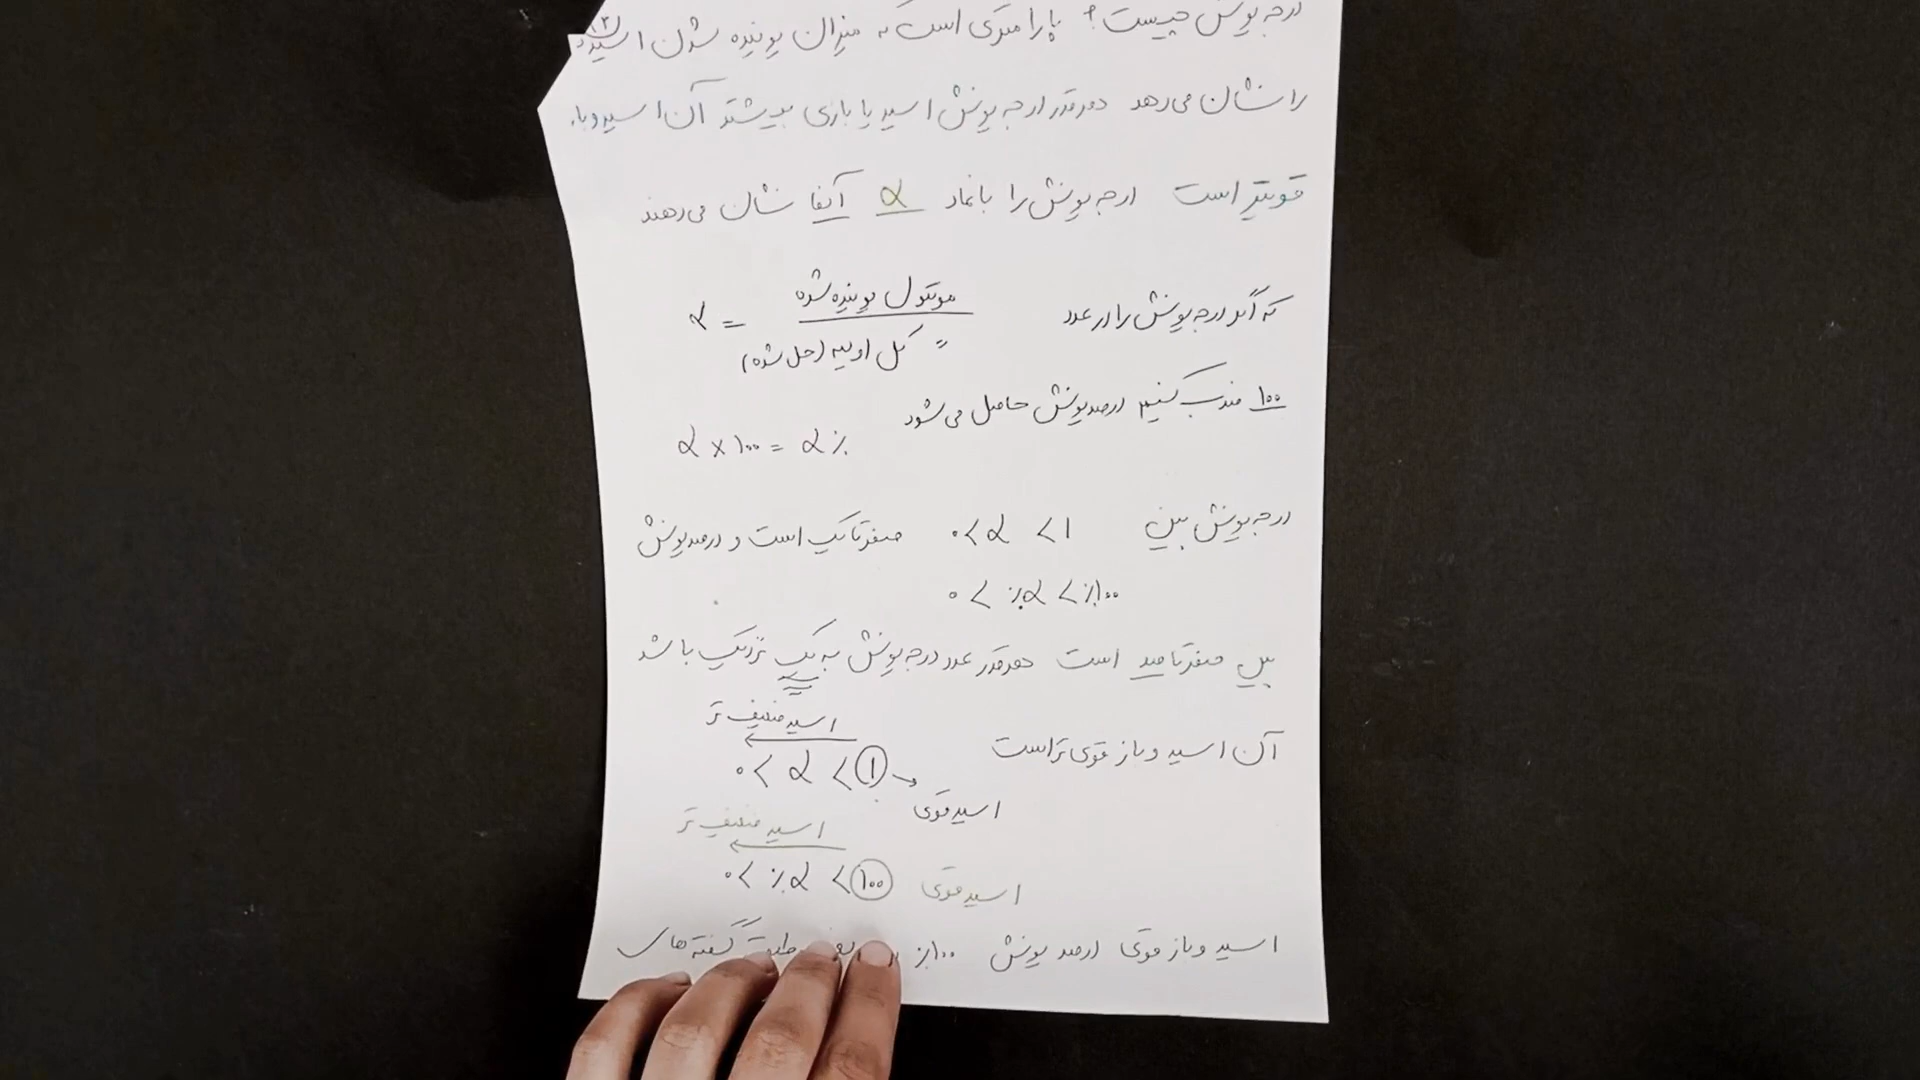 درجه یونش چیست؟ پارامتری است که میزان یونیده شدن اسید
را نشان می‌دهد هرقدر درجه یونش اسید یا بازی بیشتر آن اسید و باز
قویتر است درجه یونش را با نماد α آلفا نشان می‌دهند
که اگر درجه یونش را در عدد
α = مولکول یونیده شده / " کل اولیه (حل شده)
۱۰۰ ضرب کنیم درصد یونش حاصل می‌شود
α × ۱۰۰ = α ٪
درجه یونش بین ۰< α <۱ صفر تا یک است و درصد یونش
۰< ٪α <٪۱۰۰
بین صفر تا صد است هرقدر عدد درجه یونش به یک نزدیک باشد
آن اسید و باز قوی تر است
اسید ضعیف تر
۰< α <۱ → اسید قوی
اسید ضعیف تر
۰< ٪α <۱۰۰ اسید قوی
اسید و باز قوی درصد یونش ۱۰۰٪ گفته های